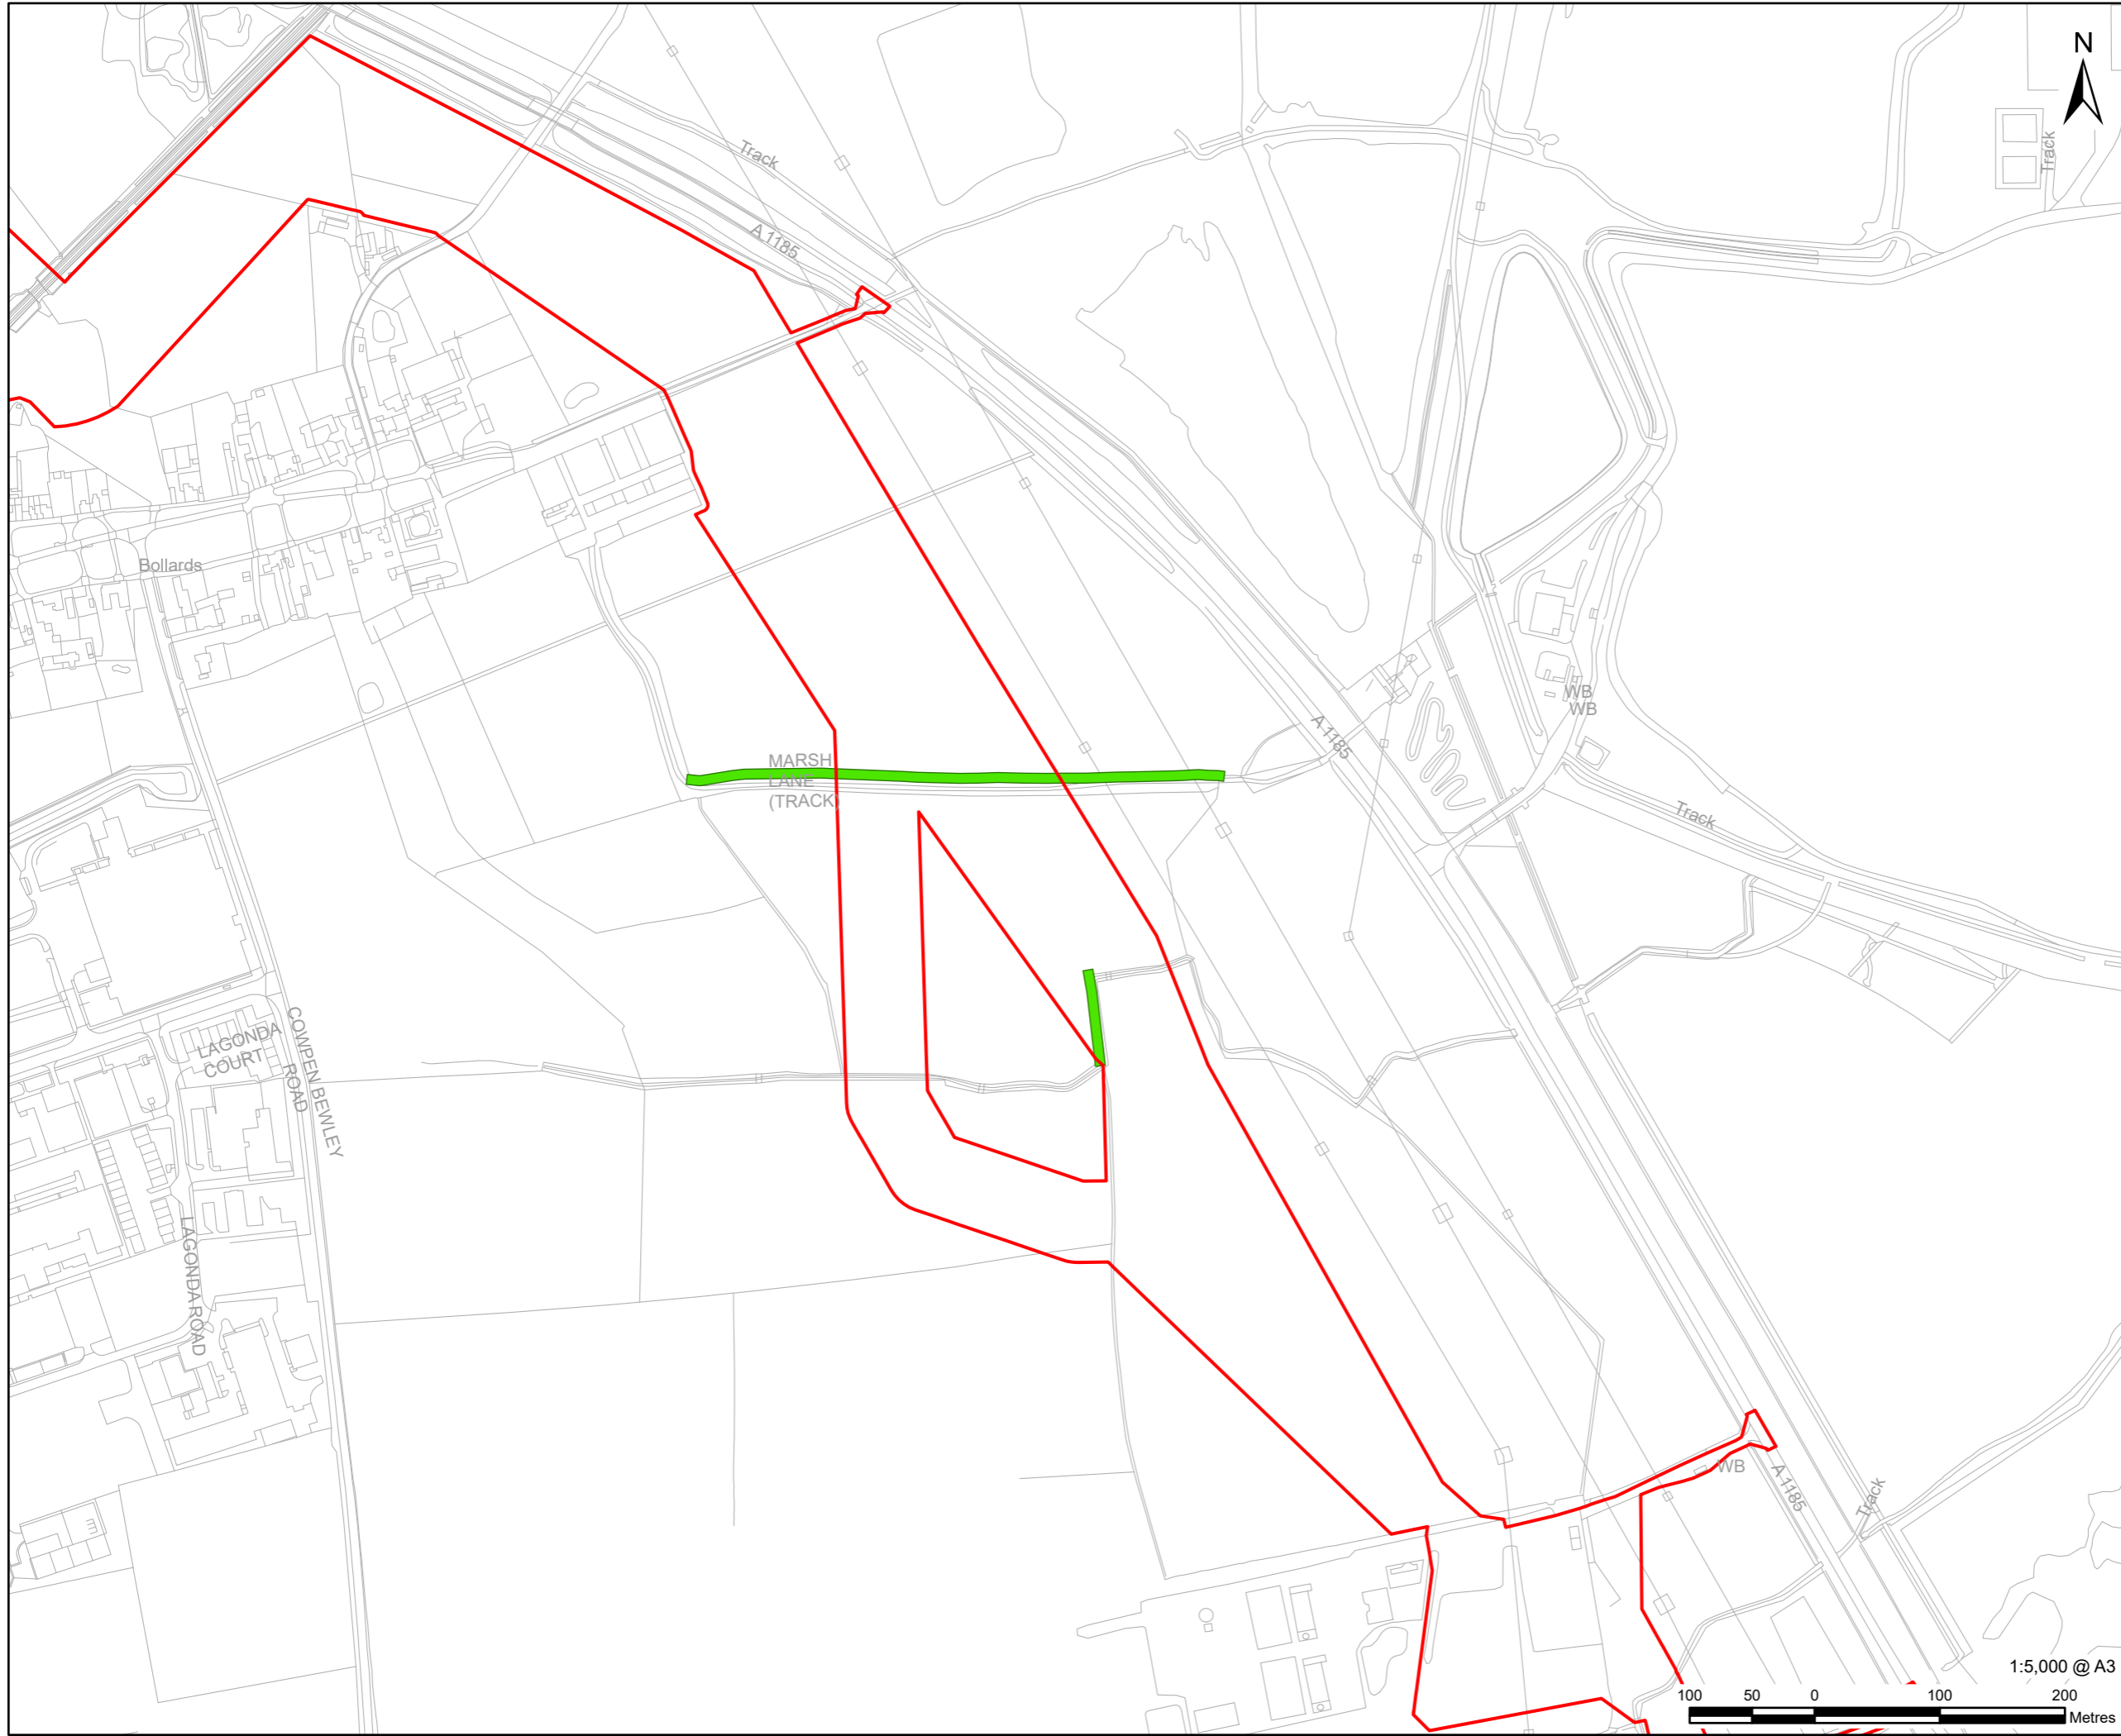 N
Track
Track
A 1185
Bollards
WB
WB
A 1185
MARSH
LANE
(TRACK)
Track
LAGONDA
COURT
COWPEN BEWLEY
ROAD
LAGONDA ROAD
WB
A 1185
Track
1:5,000 @ A3
100 50 0 100 200
Metres